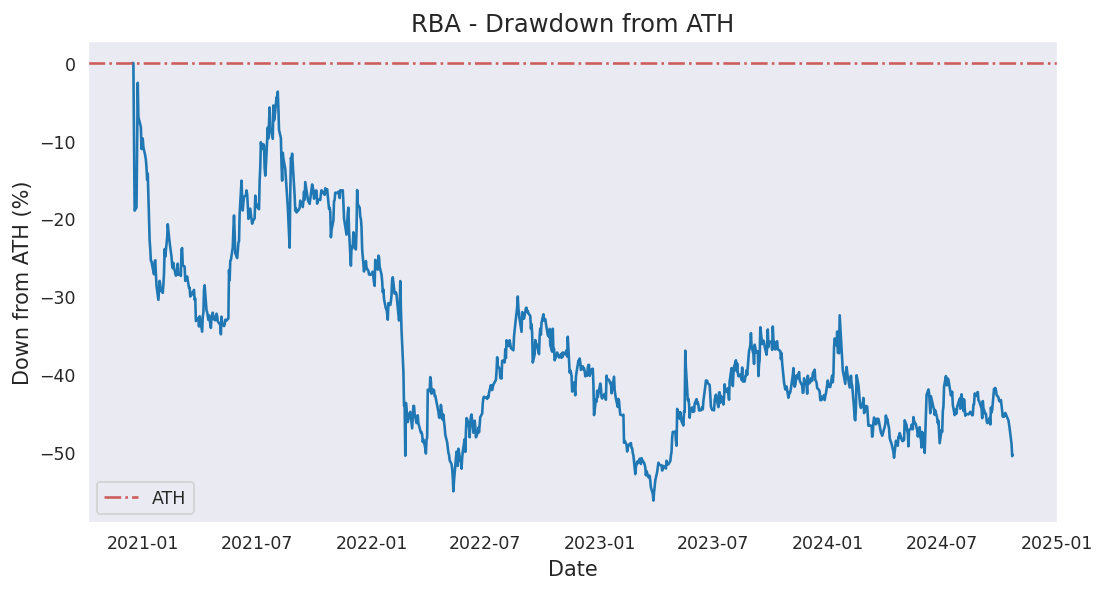 RBA - Drawdown from ATH
Down from ATH (%)
0
−10
−20
−30
−40
−50
ATH
2021-01 2021-07 2022-01 2022-07 2023-01 2023-07 2024-01 2024-07 2025-01
Date